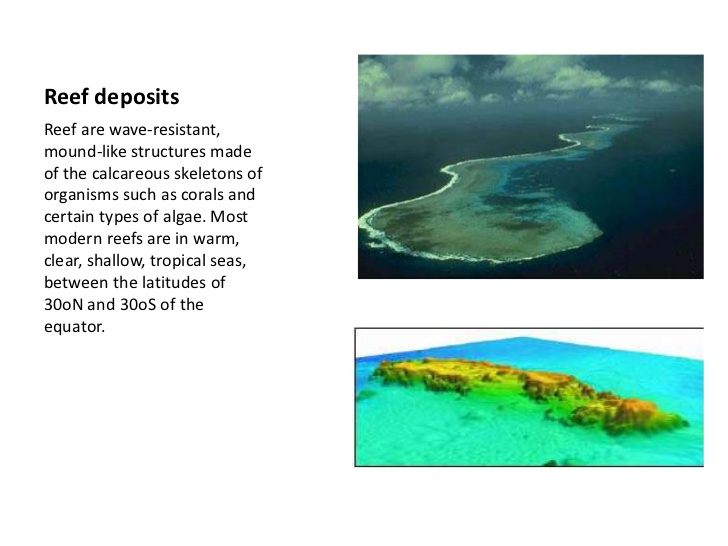 Reef deposits
Reef are wave-resistant,
mound-like structures made
of the calcareous skeletons of
organisms such as corals and
certain types of algae. Most
modern reefs are in warm,
clear, shallow, tropical seas,
between the latitudes of
30oN and 30oS of the
equator.